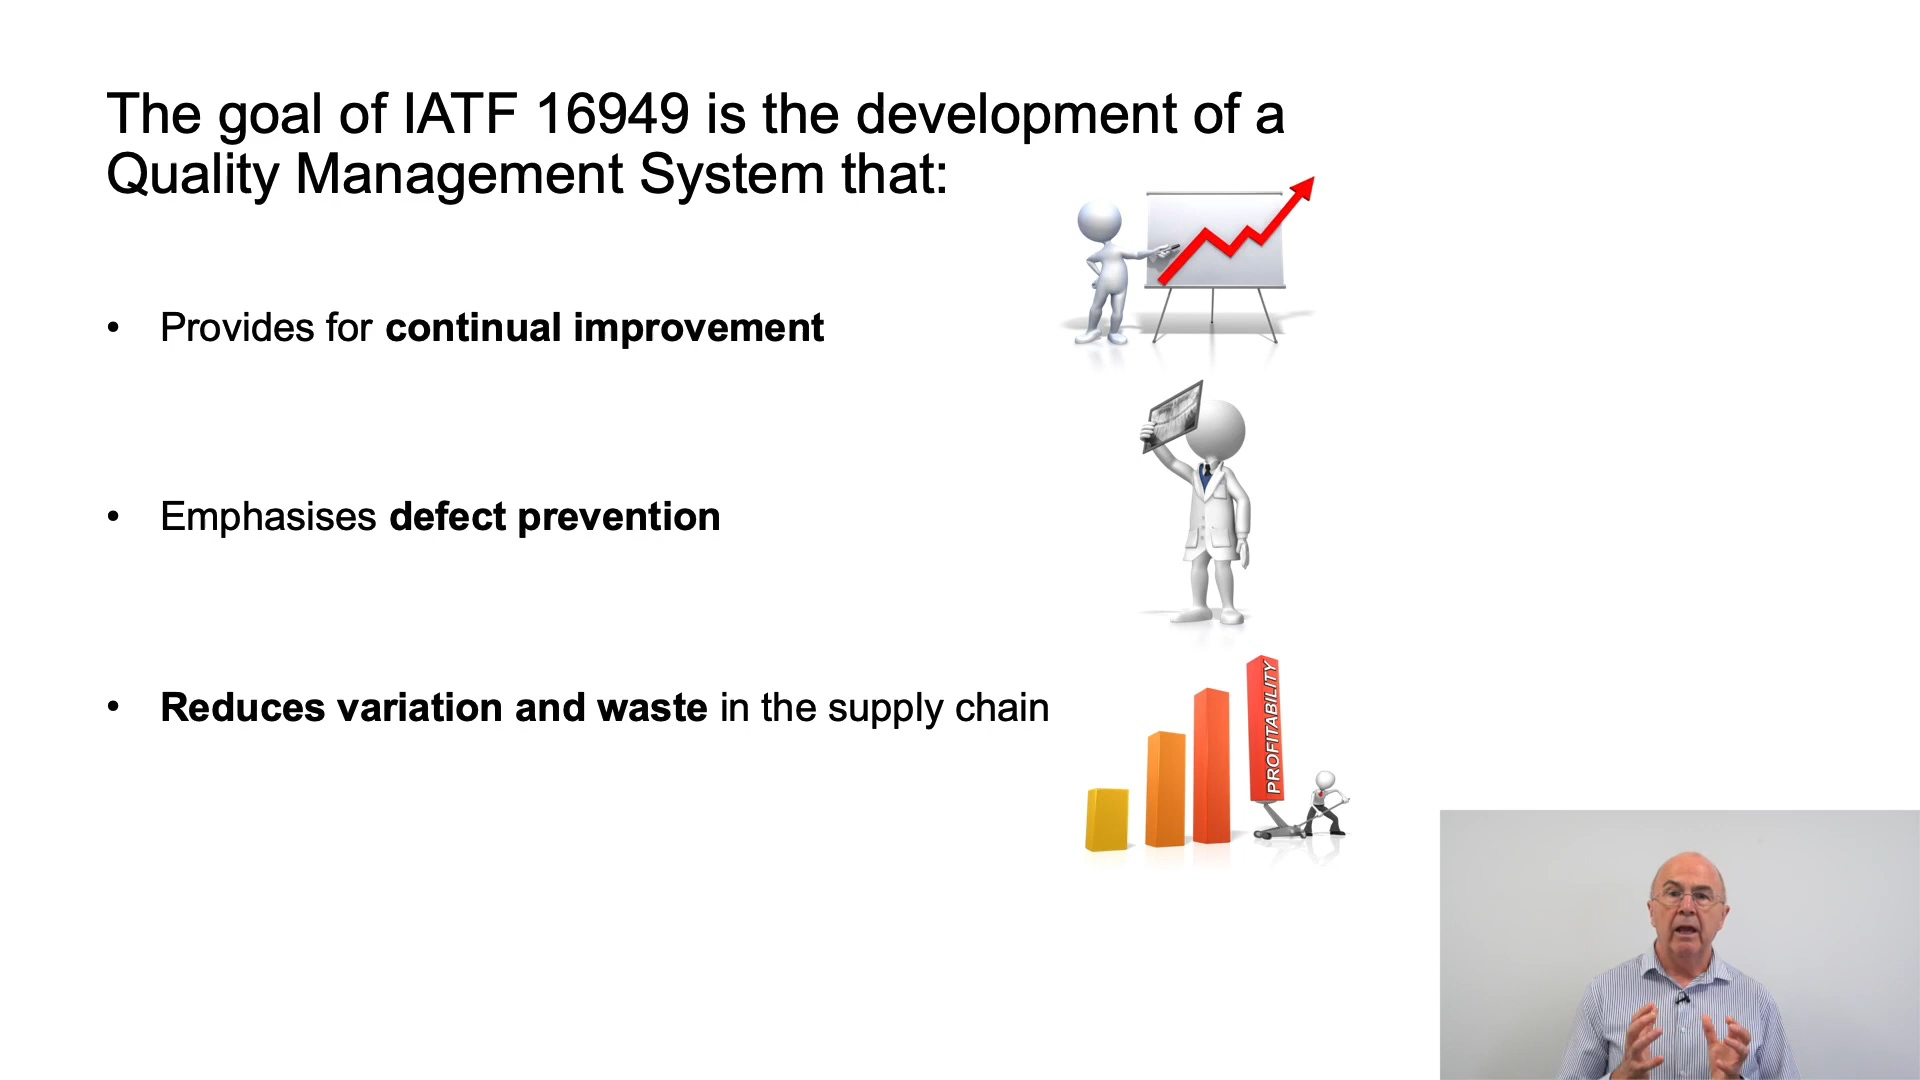 The goal of IATF 16949 is the development of a
Quality Management System that:
• Provides for continual improvement
• Emphasises defect prevention
• Reduces variation and waste in the supply chain
PROFITABILITY